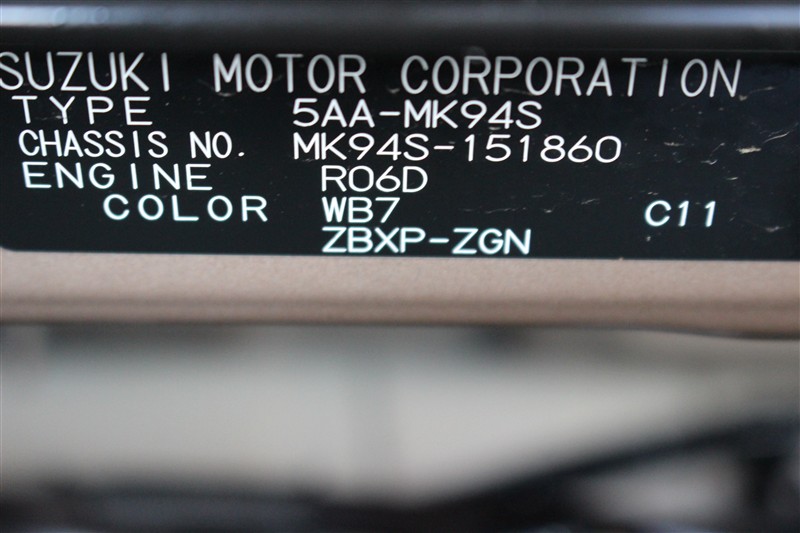 SUZUKI MOTOR CORPORATION
TYPE 5AA-MK94S
CHASSIS NO. MK94S-151860
ENGINE R06D
COLOR WB7 C11
ZBXP-ZGN